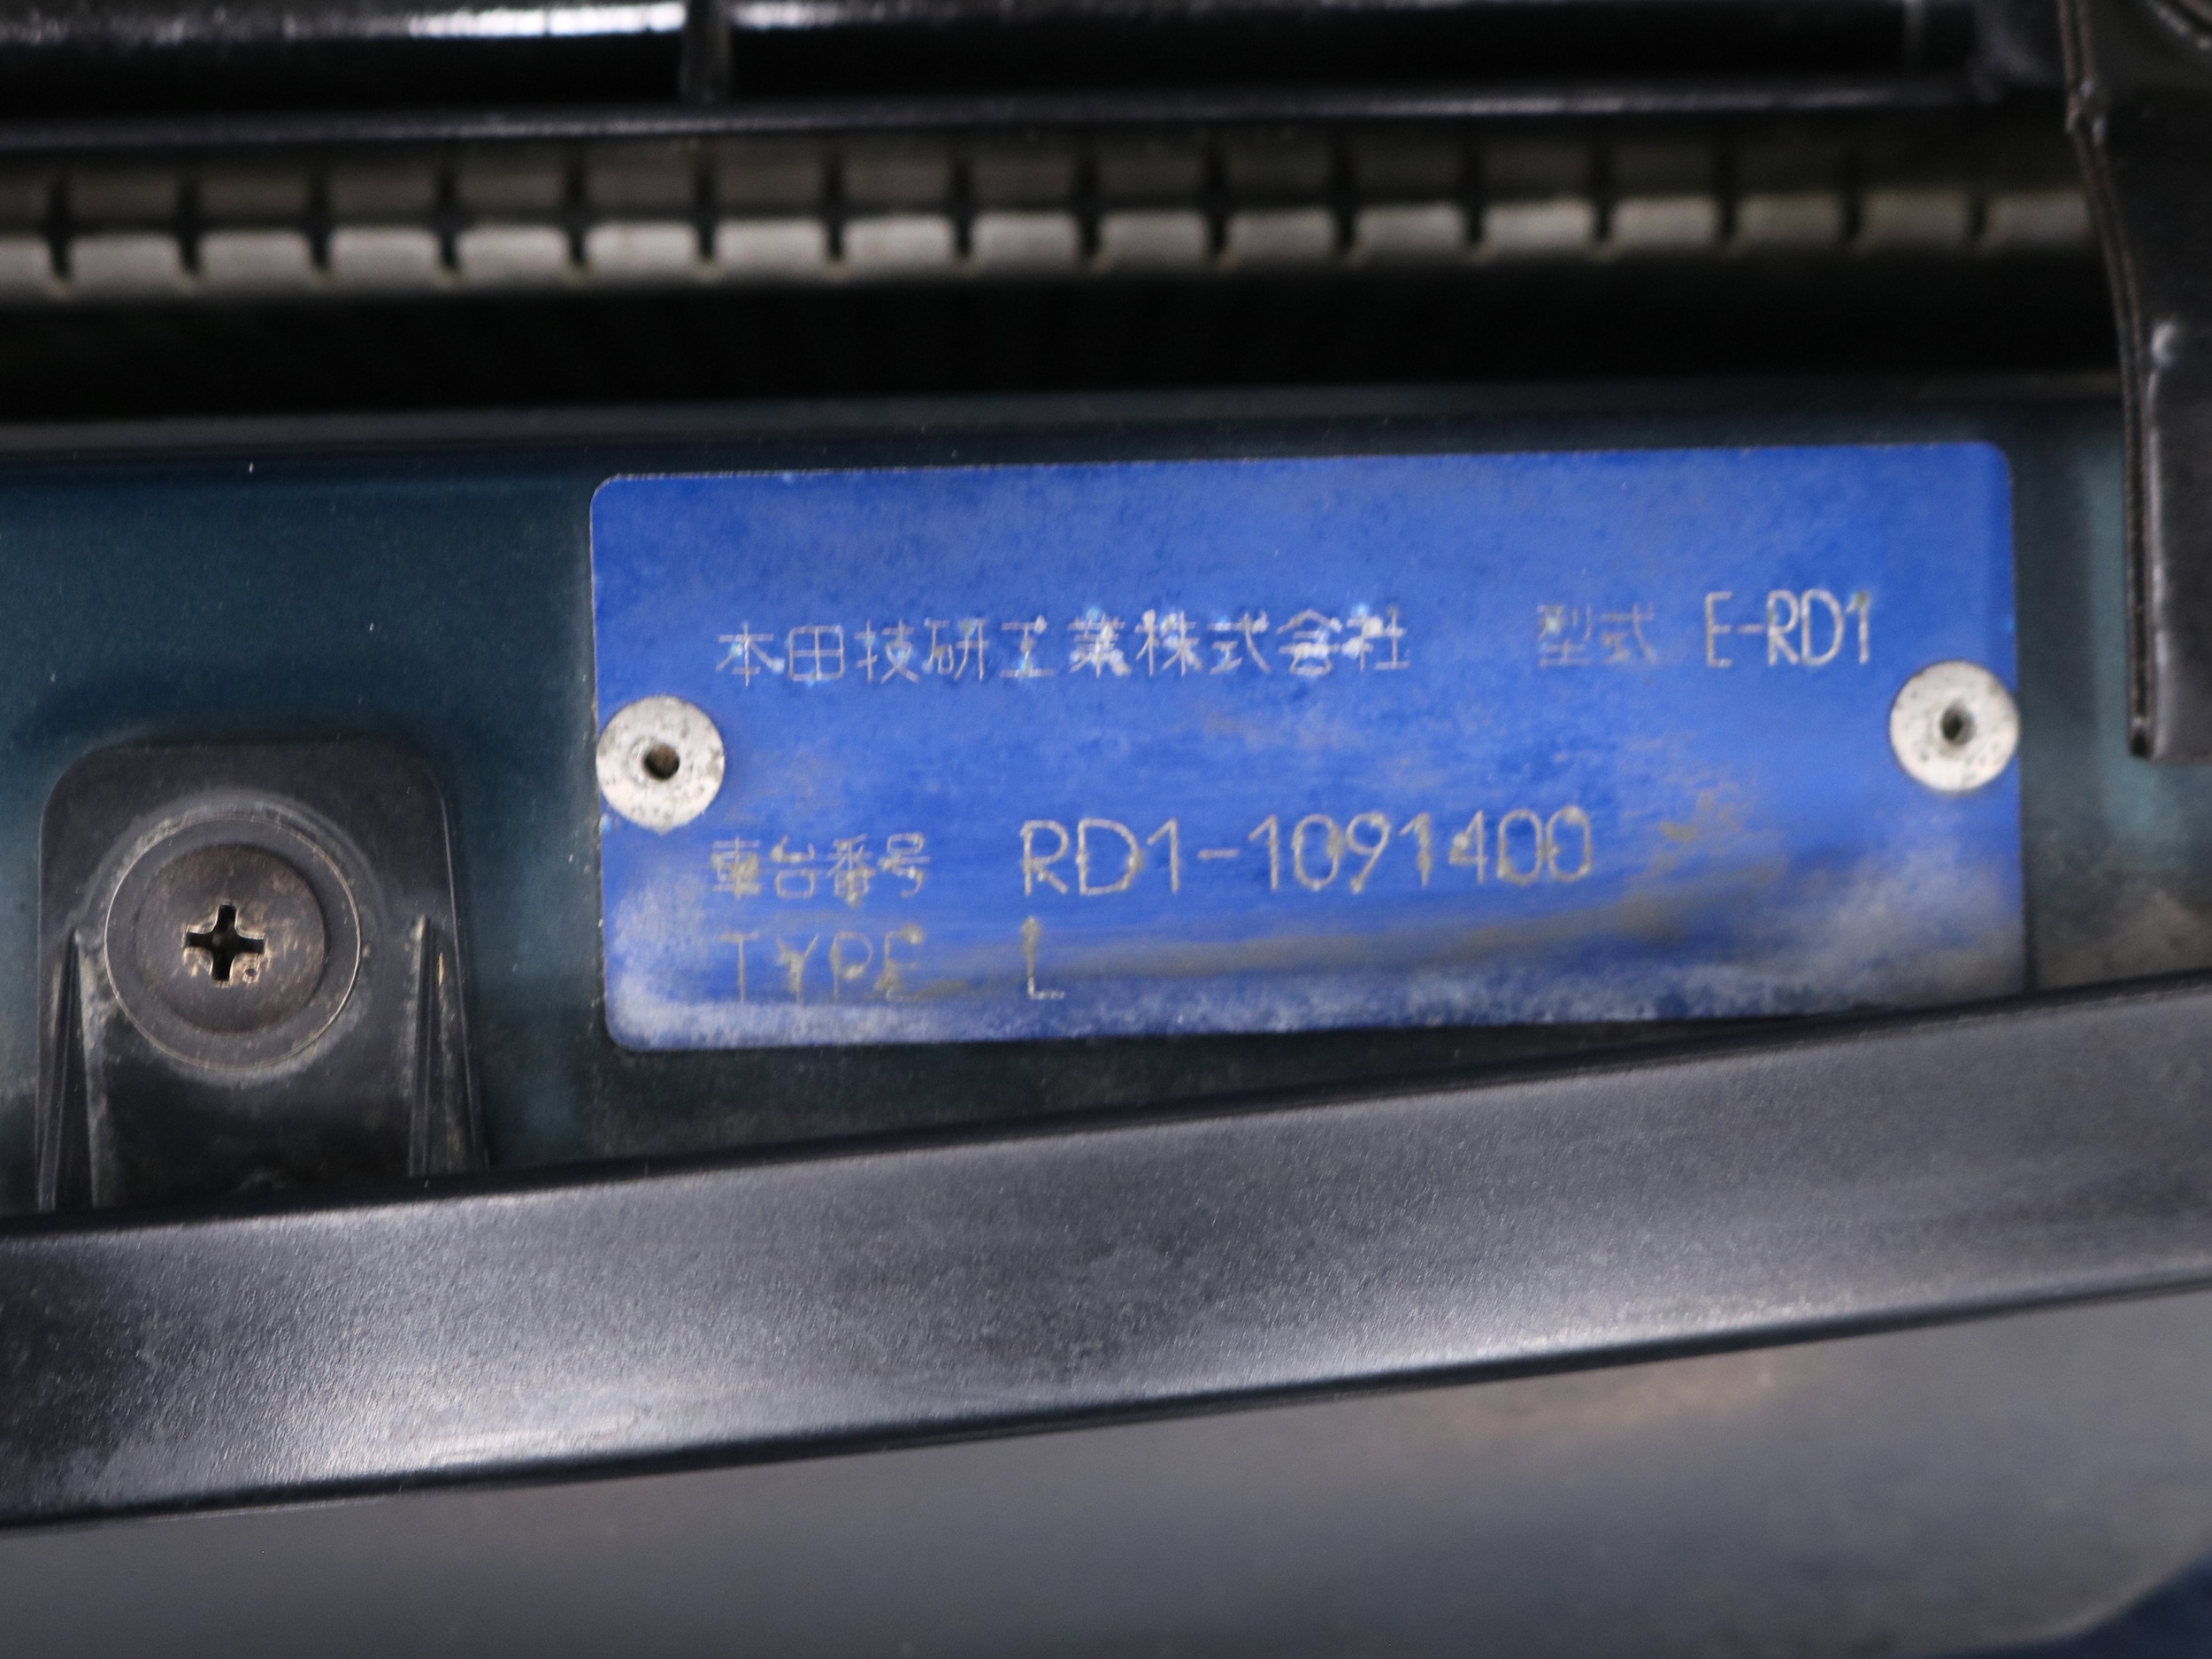 本田技研工業株式会社 型式 E-RD1
車台番号 RD1-1091400
TYPE L